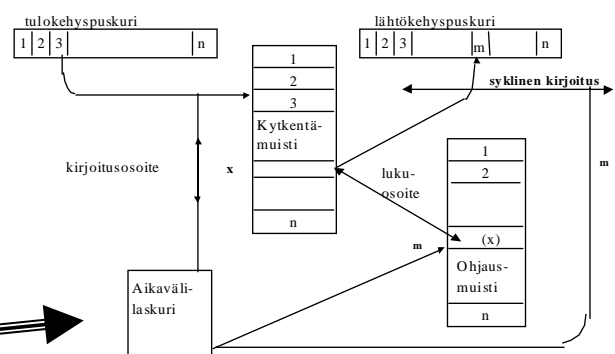 tulokehyspuskuri
1 2 3 n
lähtökehyspuskuri
1 2 3 m n
syklinen kirjoitus
1
2
3
Kytkentä-
muisti
n
kirjoitusosoite
x
luku-
osoite
m
m
1
2
(x)
Ohjaus-
muisti
n
Aikaväli-
laskuri